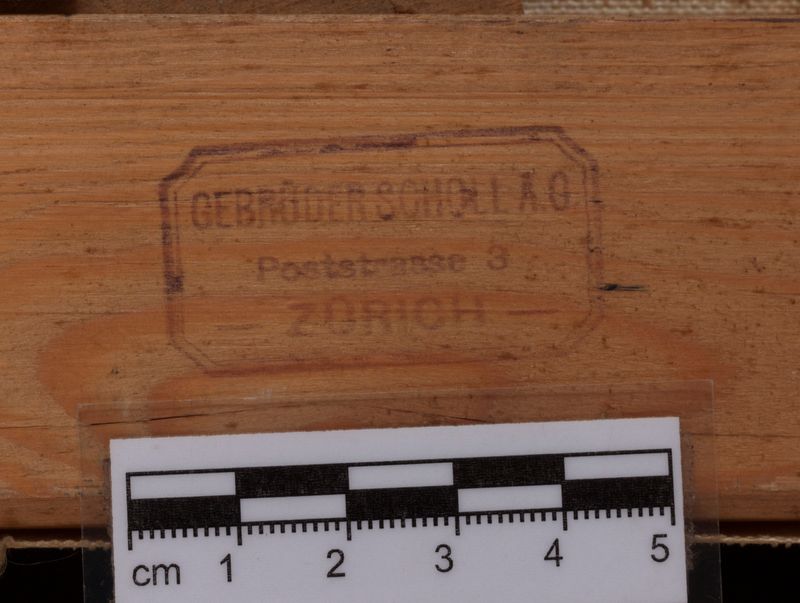 GEBRÜDER SCHOLL A.G.
Poststrasse 3
— ZÜRICH —
cm 1 2 3 4 5